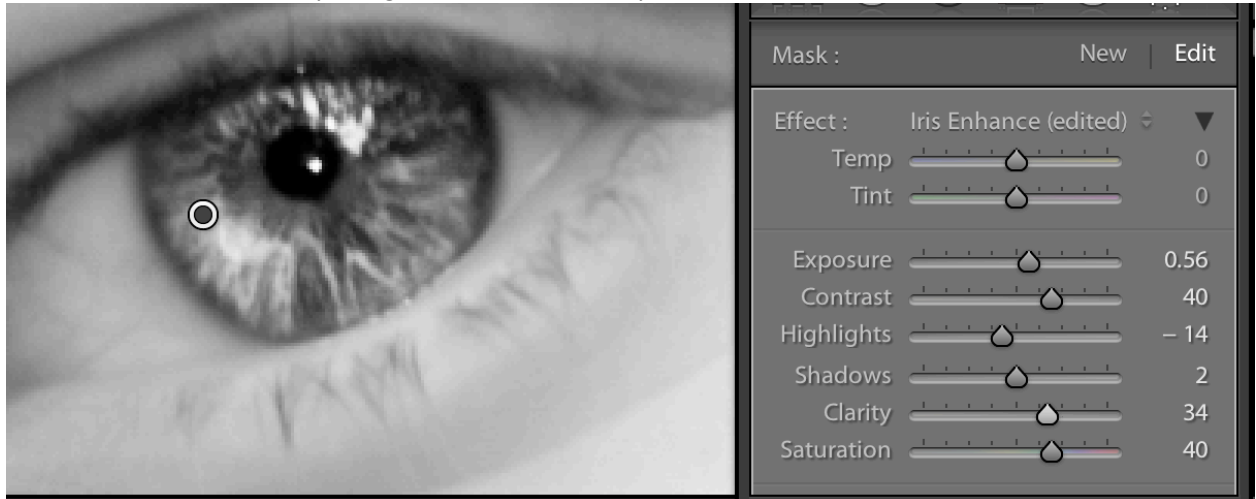 Mask : New | Edit
Effect : Iris Enhance (edited)
Temp 0
Tint 0
Exposure 0.56
Contrast 40
Highlights – 14
Shadows 2
Clarity 34
Saturation 40